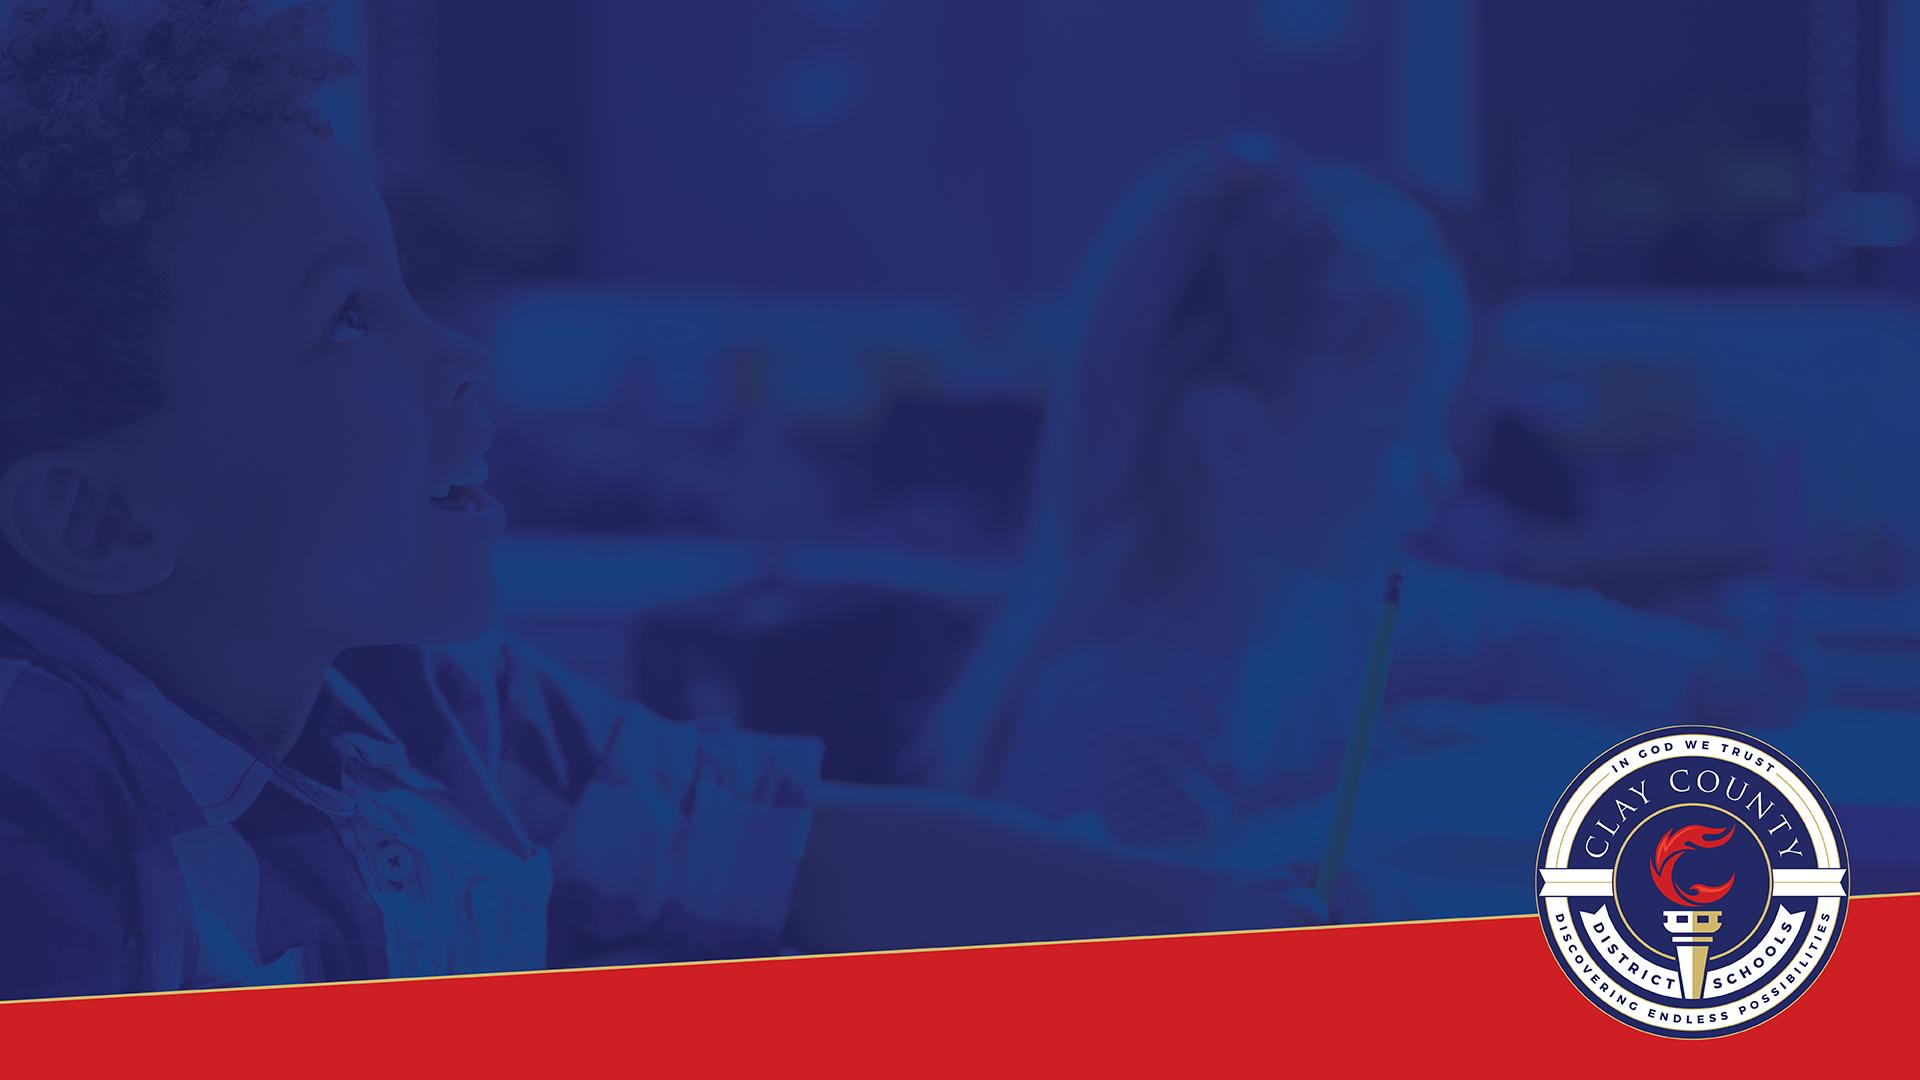 IN GOD WE TRUST
CLAY COUNTY
DISTRICT SCHOOLS
DISCOVERING ENDLESS POSSIBILITIES